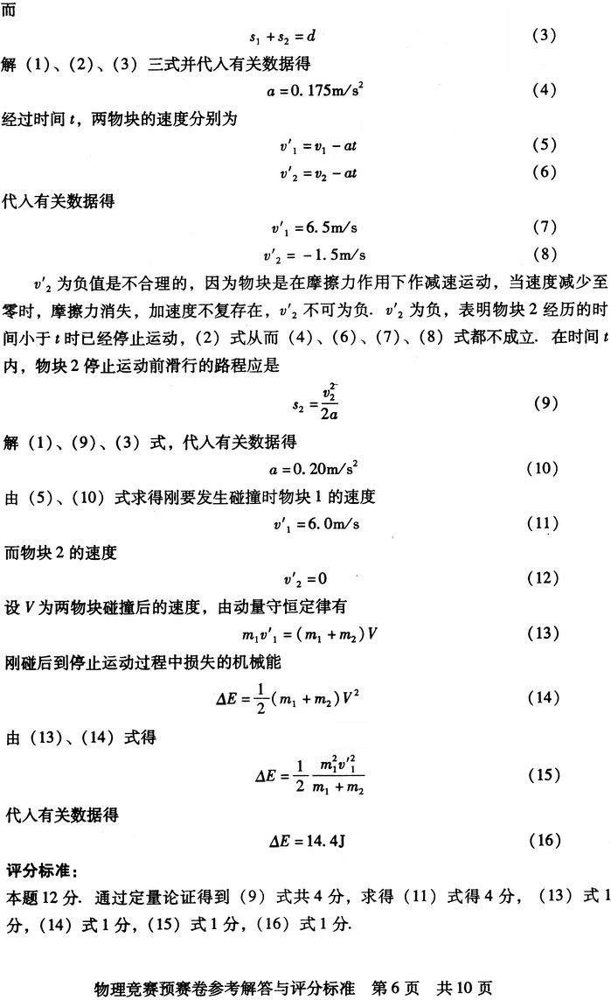 而
s₁ + s₂ = d (3)
解 (1)、(2)、(3) 三式并代入有关数据得
a = 0.175m/s² (4)
经过时间 t，两物块的速度分别为
v′₁ = v₁ − at (5)
v′₂ = v₂ − at (6)
代入有关数据得
v′₁ = 6.5m/s (7)
v′₂ = −1.5m/s (8)
v′₂ 为负值是不合理的，因为物块是在摩擦力作用下作减速运动，当速度减少至
零时，摩擦力消失，加速度不复存在，v′₂ 不可为负. v′₂ 为负，表明物块 2 经历的时
间小于 t 时已经停止运动，(2) 式从而 (4)、(6)、(7)、(8) 式都不成立. 在时间 t
内，物块 2 停止运动前滑行的路程应是
s₂ = v₂²/2a (9)
解 (1)、(9)、(3) 式，代入有关数据得
a = 0.20m/s² (10)
由 (5)、(10) 式求得刚要发生碰撞时物块 1 的速度
v′₁ = 6.0m/s (11)
而物块 2 的速度
v′₂ = 0 (12)
设 V 为两物块碰撞后的速度，由动量守恒定律有
m₁v′₁ = (m₁ + m₂)V (13)
刚碰后到停止运动过程中损失的机械能
ΔE = 1/2 (m₁ + m₂)V² (14)
由 (13)、(14) 式得
ΔE = 1/2 m₁²v′₁²/(m₁ + m₂) (15)
代入有关数据得
ΔE = 14.4J (16)
评分标准：
本题 12 分. 通过定量论证得到 (9) 式共 4 分，求得 (11) 式得 4 分， (13) 式 1
分，(14) 式 1 分，(15) 式 1 分，(16) 式 1 分.
物理竞赛预赛卷参考解答与评分标准 第 6 页 共 10 页